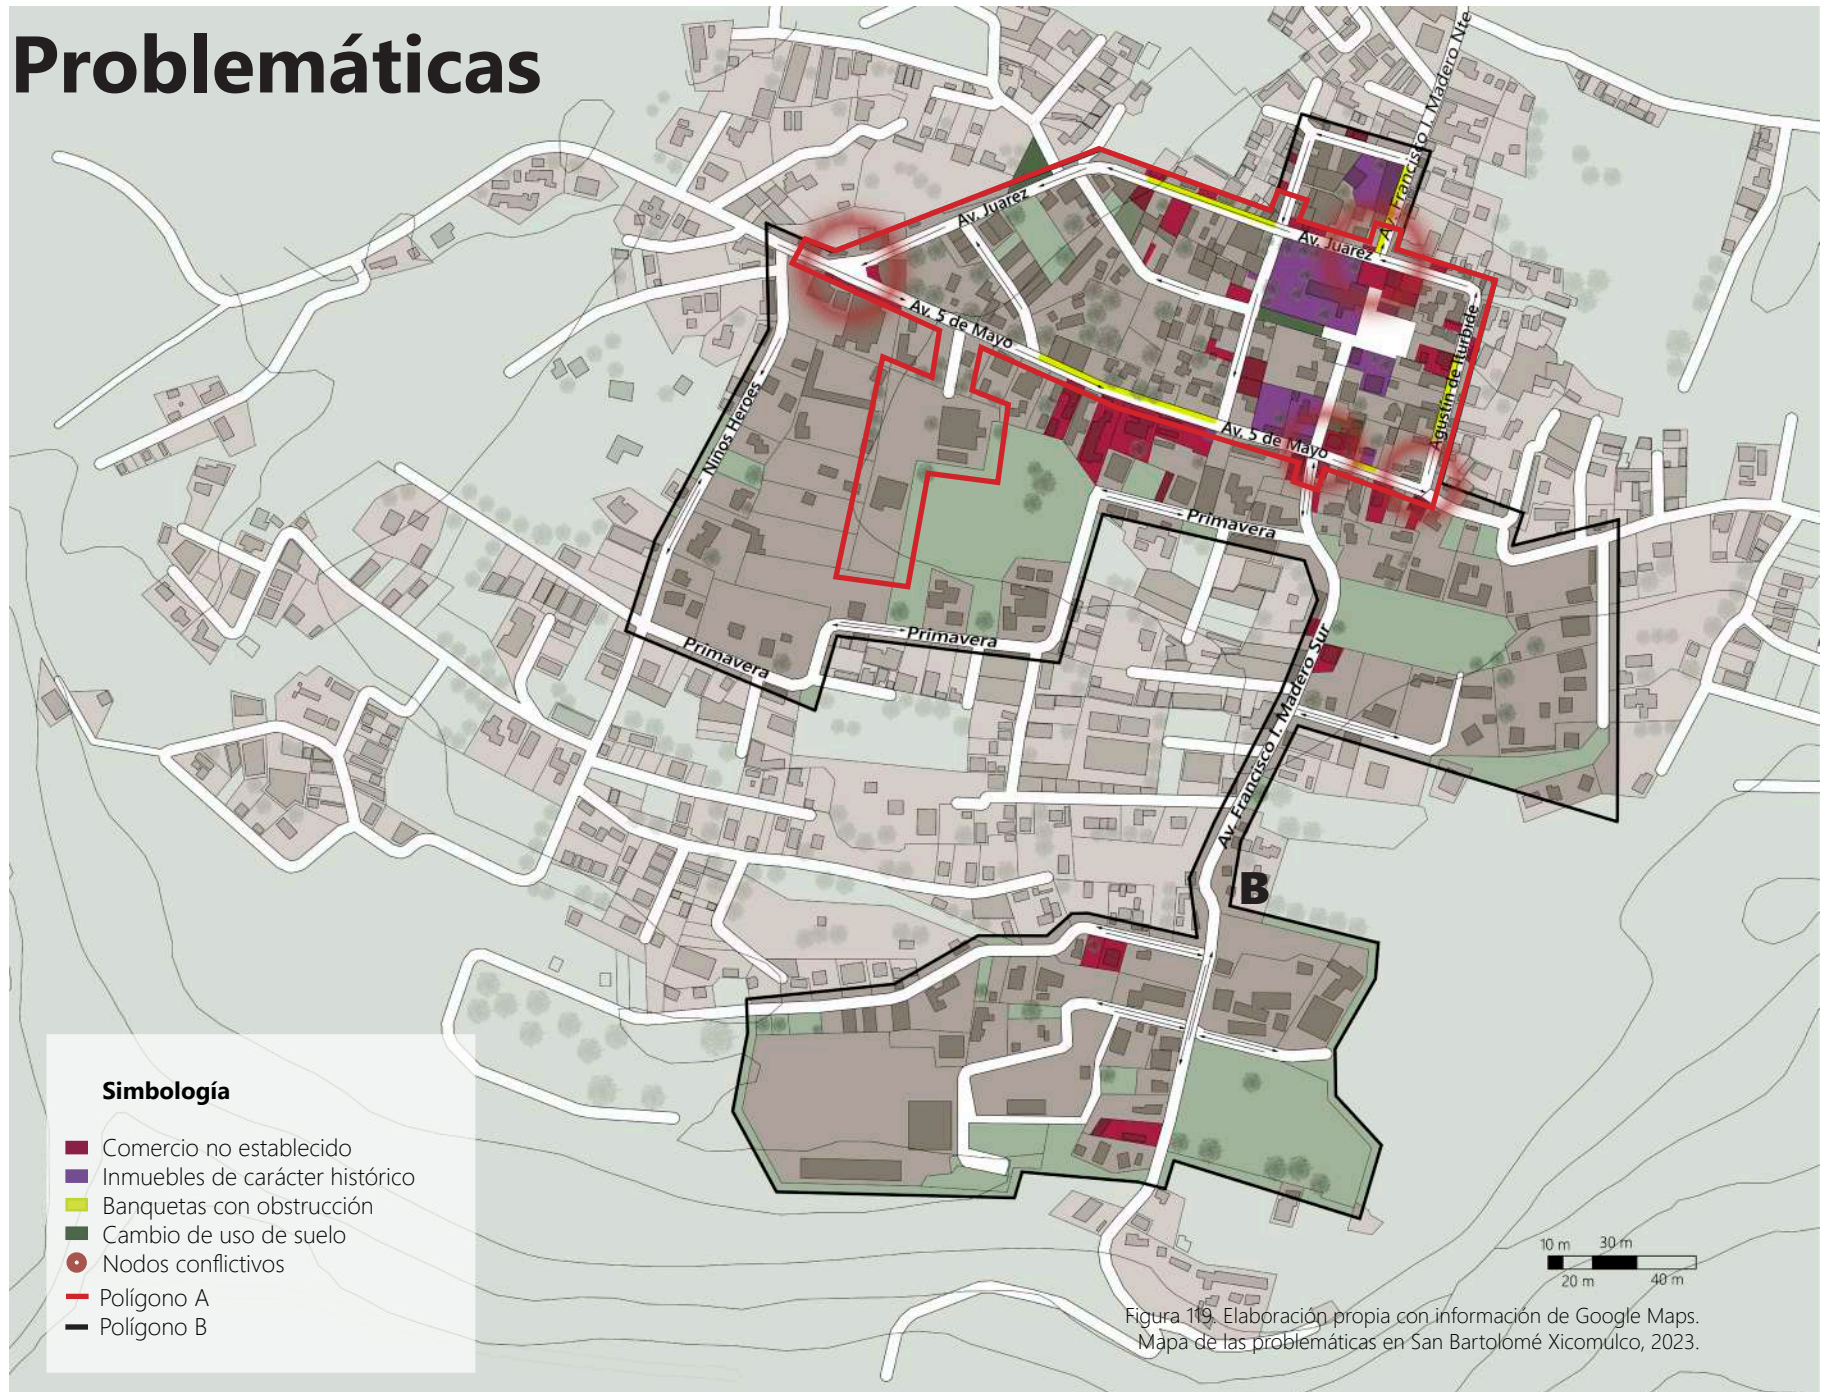 Problemáticas
Av. Francisco I. Madero Nte
Av. Juarez
Av. Juarez
Av. 5 de Mayo
Agustín de Iturbide
Niños Heroes
Av. 5 de Mayo
Primavera
Primavera
Primavera
Av. Francisco I. Madero Sur
B
Simbología
Comercio no establecido
Inmuebles de carácter histórico
Banquetas con obstrucción
Cambio de uso de suelo
Nodos conflictivos
Polígono A
Polígono B
10 m 30 m
20 m 40 m
Figura 119. Elaboración propia con información de Google Maps.
Mapa de las problemáticas en San Bartolomé Xicomulco, 2023.